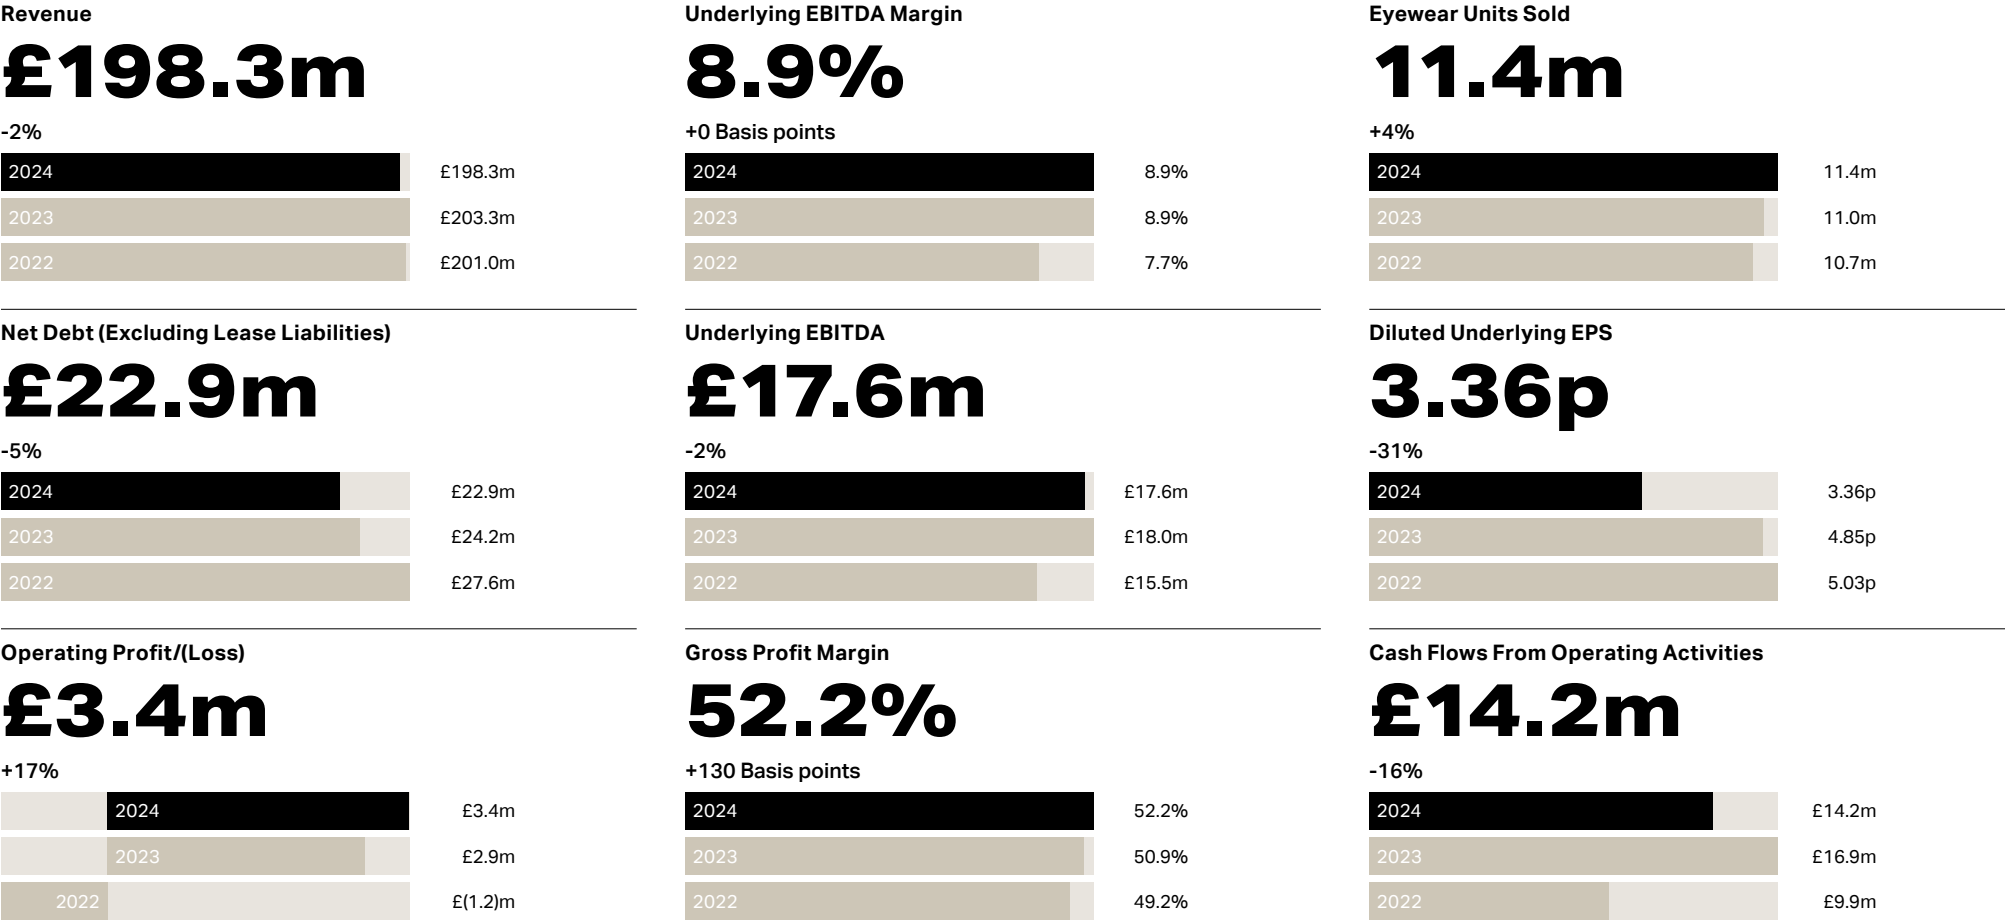 Revenue
£198.3m
-2%
2024 £198.3m
2023 £203.3m
2022 £201.0m
Underlying EBITDA Margin
8.9%
+0 Basis points
2024 8.9%
2023 8.9%
2022 7.7%
Eyewear Units Sold
11.4m
+4%
2024 11.4m
2023 11.0m
2022 10.7m
Net Debt (Excluding Lease Liabilities)
£22.9m
-5%
2024 £22.9m
2023 £24.2m
2022 £27.6m
Underlying EBITDA
£17.6m
-2%
2024 £17.6m
2023 £18.0m
2022 £15.5m
Diluted Underlying EPS
3.36p
-31%
2024 3.36p
2023 4.85p
2022 5.03p
Operating Profit/(Loss)
£3.4m
+17%
2024 £3.4m
2023 £2.9m
2022 £(1.2)m
Gross Profit Margin
52.2%
+130 Basis points
2024 52.2%
2023 50.9%
2022 49.2%
Cash Flows From Operating Activities
£14.2m
-16%
2024 £14.2m
2023 £16.9m
2022 £9.9m